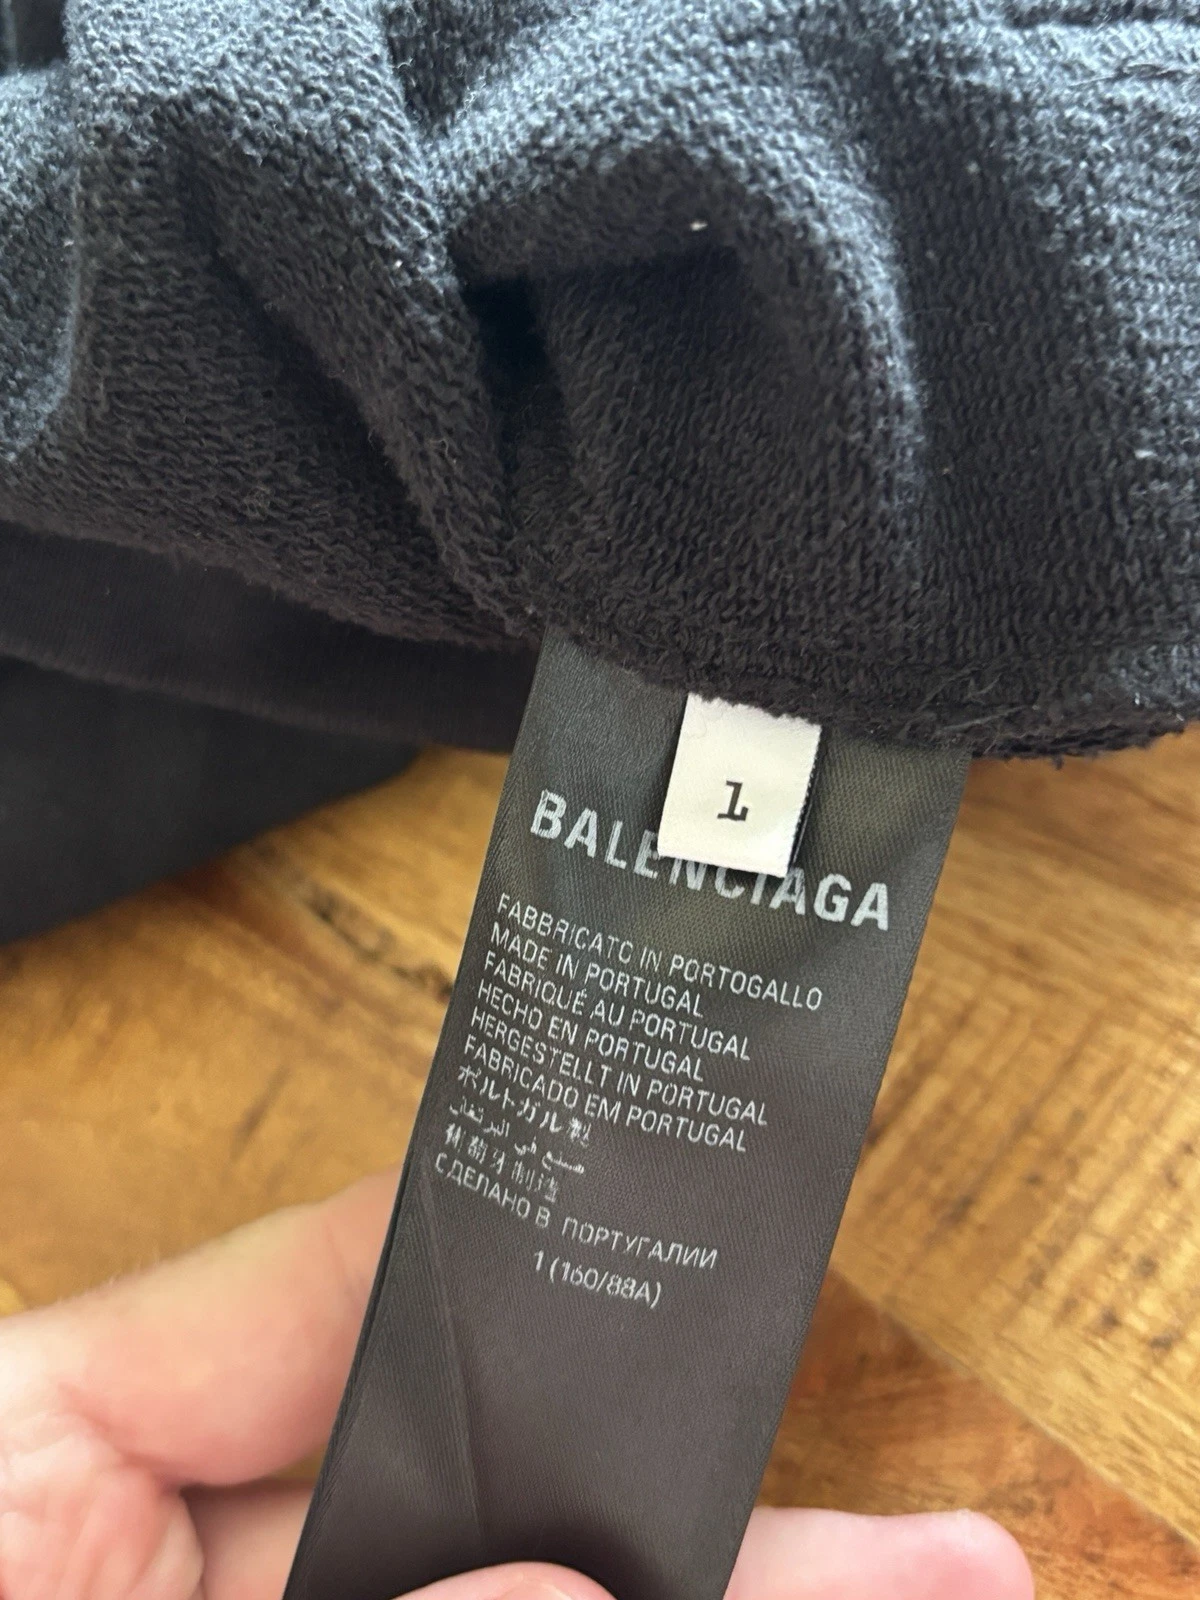 1
BALENCIAGA
FABBRICATO IN PORTOGALLO
MADE IN PORTUGAL
FABRIQUÉ AU PORTUGAL
HECHO EN PORTUGAL
HERGESTELLT IN PORTUGAL
FABRICADO EM PORTUGAL
ポルトガル製
صنع في البرتغال
葡萄牙制造
СДЕЛАНО В ПОРТУГАЛИИ
1 (160/88A)